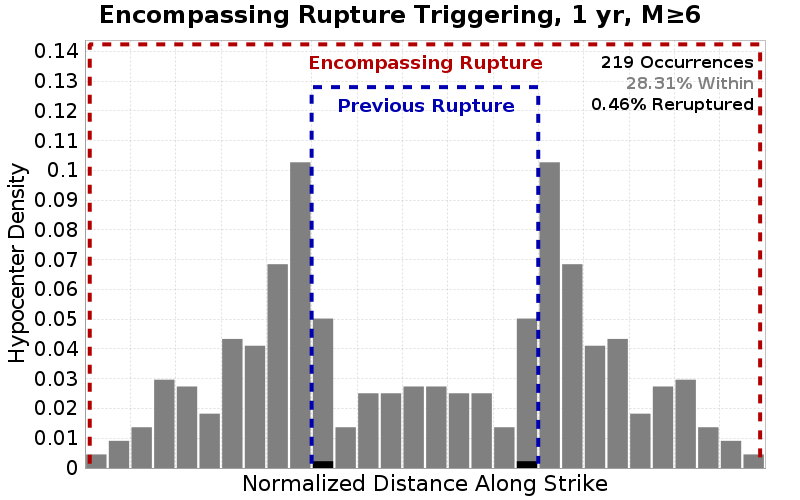 Encompassing Rupture Triggering, 1 yr, M≥6
Encompassing Rupture
219 Occurrences
28.31% Within
0.46% Reruptured
Previous Rupture
Hypocenter Density
0.14
0.13
0.12
0.11
0.1
0.09
0.08
0.07
0.06
0.05
0.04
0.03
0.02
0.01
0
Normalized Distance Along Strike